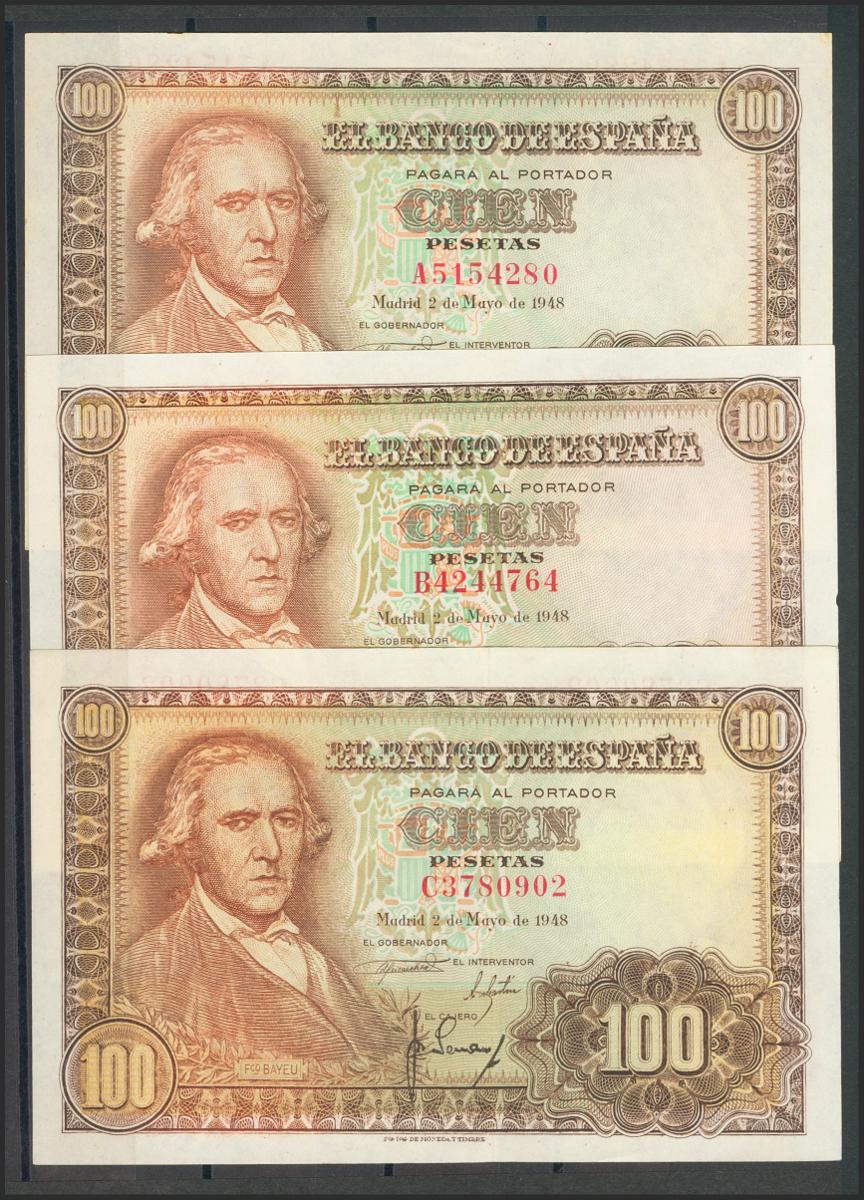 100 100
EL BANCO DE ESPAÑA
PAGARÁ AL PORTADOR
CIEN
PESETAS
A5154280
Madrid 2 de Mayo de 1948
EL GOBERNADOR
EL INTERVENTOR
100 100
EL BANCO DE ESPAÑA
PAGARÁ AL PORTADOR
CIEN
PESETAS
B4244764
Madrid 2 de Mayo de 1948
EL GOBERNADOR
100 100
EL BANCO DE ESPAÑA
PAGARÁ AL PORTADOR
CIEN
PESETAS
C3780902
Madrid 2 de Mayo de 1948
EL GOBERNADOR
EL INTERVENTOR
EL CAJERO
100 FCO BAYEU 100